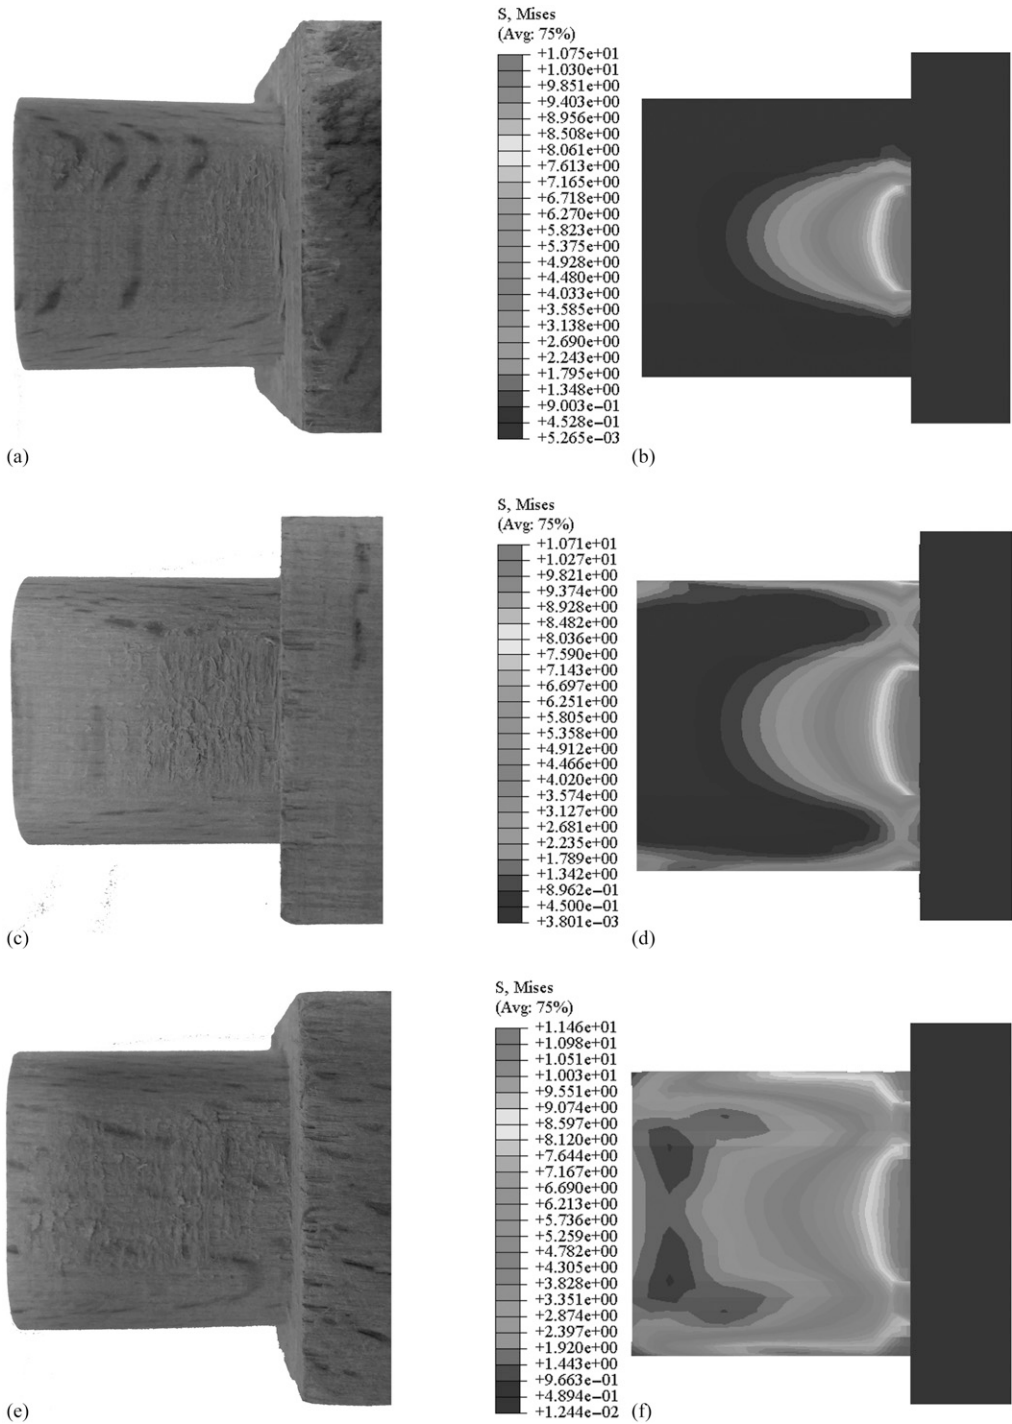 S, Mises
(Avg: 75%)
+1.075e+01
+1.030e+01
+9.851e+00
+9.403e+00
+8.956e+00
+8.508e+00
+8.061e+00
+7.613e+00
+7.165e+00
+6.718e+00
+6.270e+00
+5.823e+00
+5.375e+00
+4.928e+00
+4.480e+00
+4.033e+00
+3.585e+00
+3.138e+00
+2.690e+00
+2.243e+00
+1.795e+00
+1.348e+00
+9.003e−01
+4.528e−01
+5.265e−03
(a)
(b)
S, Mises
(Avg: 75%)
+1.071e+01
+1.027e+01
+9.821e+00
+9.374e+00
+8.928e+00
+8.482e+00
+8.036e+00
+7.590e+00
+7.143e+00
+6.697e+00
+6.251e+00
+5.805e+00
+5.358e+00
+4.912e+00
+4.466e+00
+4.020e+00
+3.574e+00
+3.127e+00
+2.681e+00
+2.235e+00
+1.789e+00
+1.342e+00
+8.962e−01
+4.500e−01
+3.801e−03
(c)
(d)
S, Mises
(Avg: 75%)
+1.146e+01
+1.098e+01
+1.051e+01
+1.003e+01
+9.551e+00
+9.074e+00
+8.597e+00
+8.120e+00
+7.644e+00
+7.167e+00
+6.690e+00
+6.213e+00
+5.736e+00
+5.259e+00
+4.782e+00
+4.305e+00
+3.828e+00
+3.351e+00
+2.874e+00
+2.397e+00
+1.920e+00
+1.443e+00
+9.663e−01
+4.894e−01
+1.244e−02
(e)
(f)